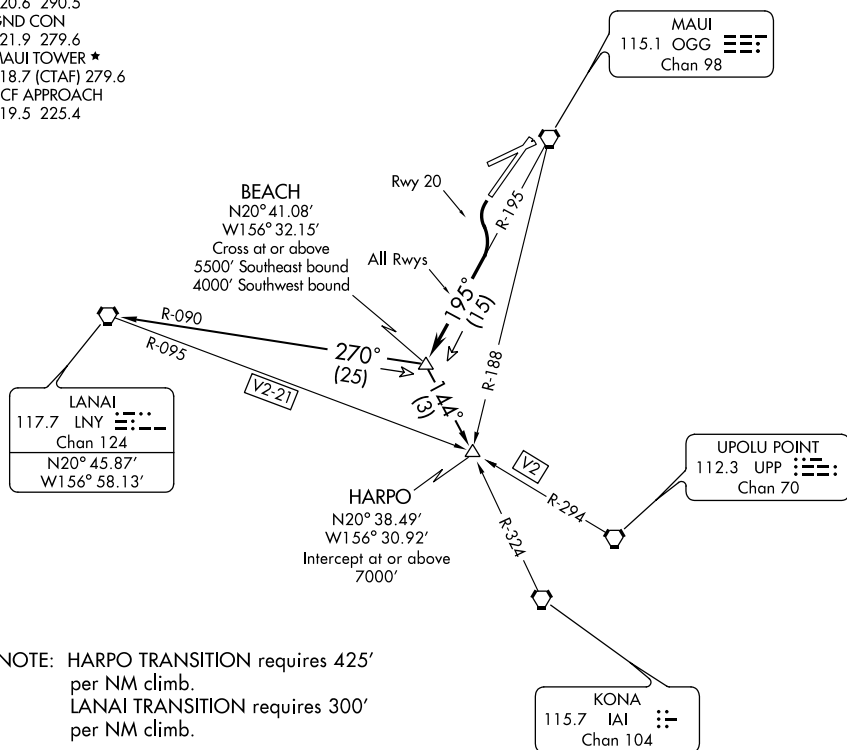 20.6 290.5
GND CON
21.9 279.6
MAUI TOWER ★
18.7 (CTAF) 279.6
CF APPROACH
19.5 225.4
MAUI
115.1 OGG
Chan 98
Rwy 20
R-195
BEACH
N20° 41.08'
W156° 32.15'
Cross at or above
5500' Southeast bound
4000' Southwest bound
All Rwys
195°
(15)
R-188
R-090
R-095
270°
(25)
V2-21
144°
(3)
LANAI
117.7 LNY
Chan 124
N20° 45.87'
W156° 58.13'
UPOLU POINT
112.3 UPP
Chan 70
V2
R-294
HARPO
N20° 38.49'
W156° 30.92'
Intercept at or above
7000'
R-324
NOTE: HARPO TRANSITION requires 425'
per NM climb.
LANAI TRANSITION requires 300'
per NM climb.
KONA
115.7 IAI
Chan 104